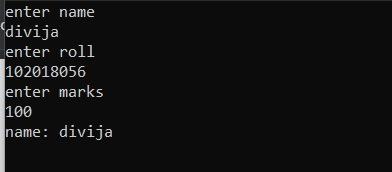 enter name
divija
enter roll
102018056
enter marks
100
name: divija